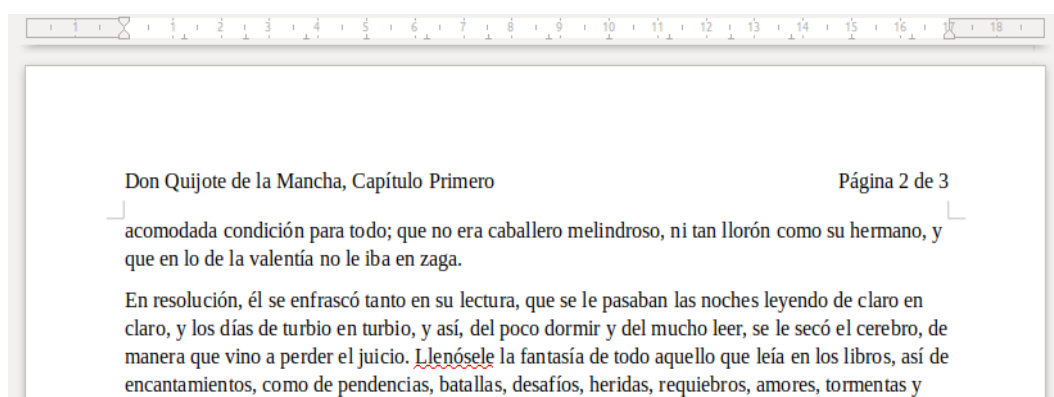 1 1 2 3 4 5 6 7 8 9 10 11 12 13 14 15 16 17 18
Don Quijote de la Mancha, Capítulo Primero Página 2 de 3
acomodada condición para todo; que no era caballero melindroso, ni tan llorón como su hermano, y
que en lo de la valentía no le iba en zaga.
En resolución, él se enfrascó tanto en su lectura, que se le pasaban las noches leyendo de claro en
claro, y los días de turbio en turbio, y así, del poco dormir y del mucho leer, se le secó el cerebro, de
manera que vino a perder el juicio. Llenósele la fantasía de todo aquello que leía en los libros, así de
encantamientos, como de pendencias, batallas, desafíos, heridas, requiebros, amores, tormentas y